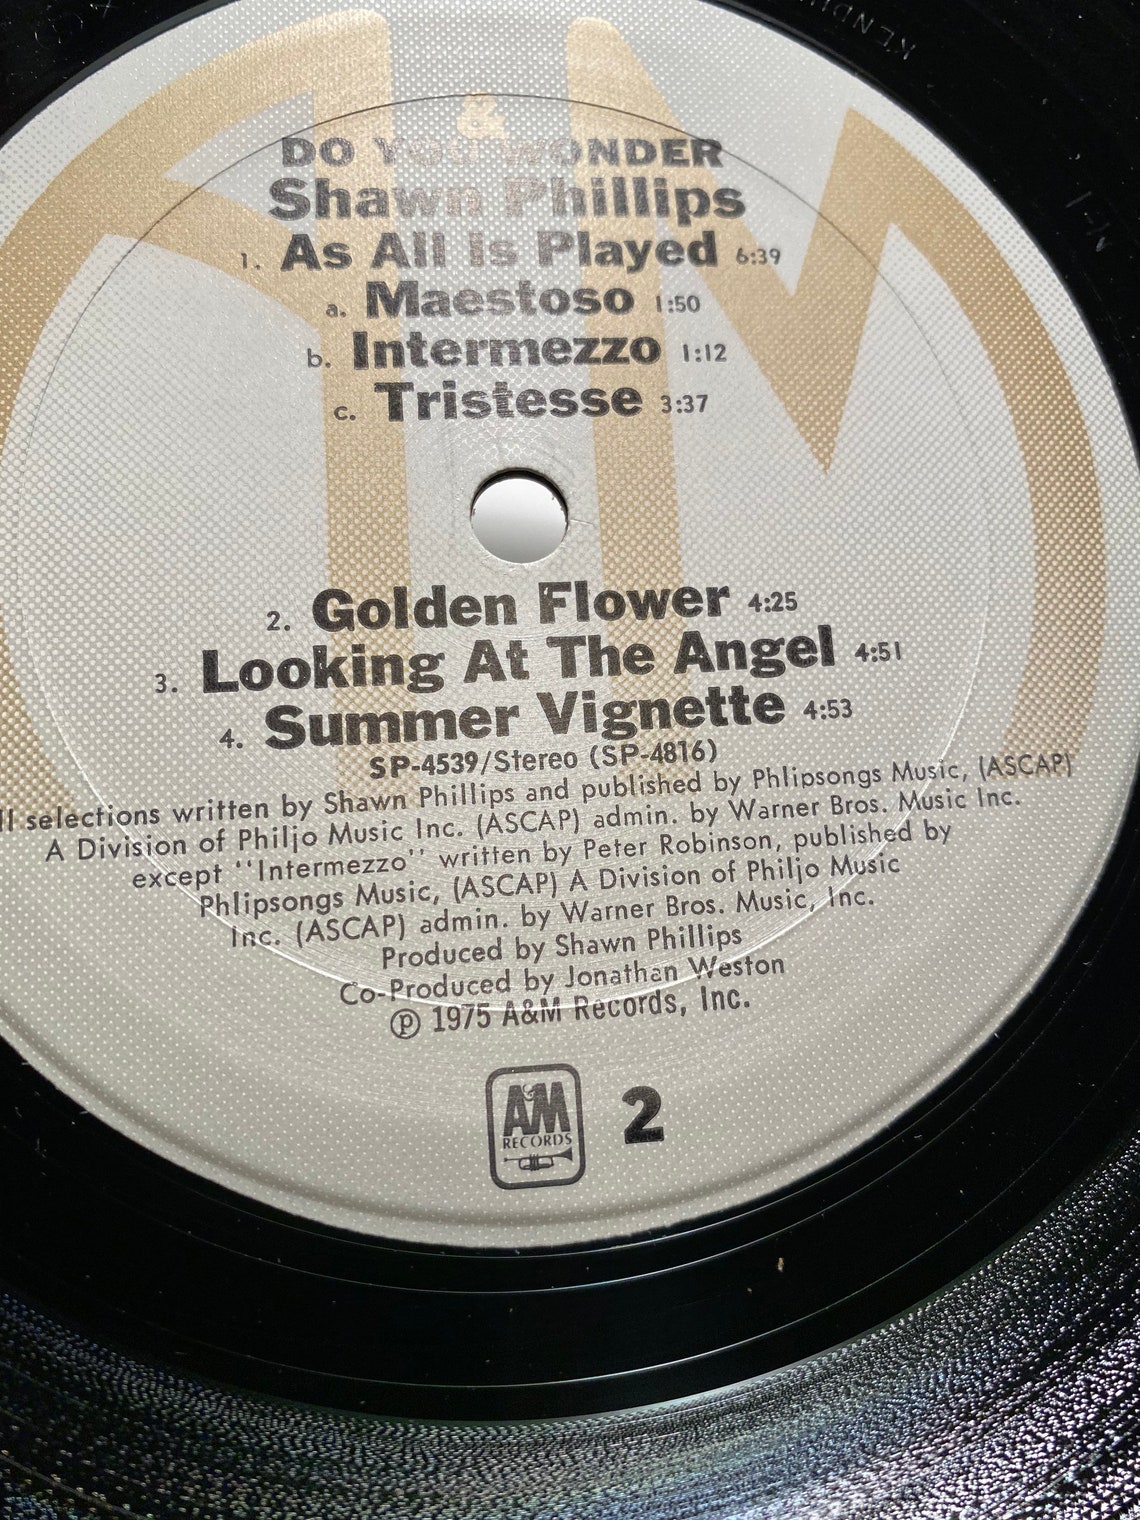 &
DO YOU WONDER
Shawn Phillips
1. As All Is Played 6:39
a. Maestoso 1:50
b. Intermezzo 1:12
c. Tristesse 3:37
2. Golden Flower 4:25
3. Looking At The Angel 4:51
4. Summer Vignette 4:53
SP-4539/Stereo (SP-4816)
ll selections written by Shawn Phillips and published by Phlipsongs Music, (ASCAP)
A Division of Philjo Music Inc. (ASCAP) admin. by Warner Bros. Music Inc.
except "Intermezzo" written by Peter Robinson, published by
Phlipsongs Music, (ASCAP) A Division of Philjo Music
Inc. (ASCAP) admin. by Warner Bros. Music, Inc.
Produced by Shawn Phillips
Co-Produced by Jonathan Weston
℗ 1975 A&M Records, Inc.
A&M
RECORDS
2